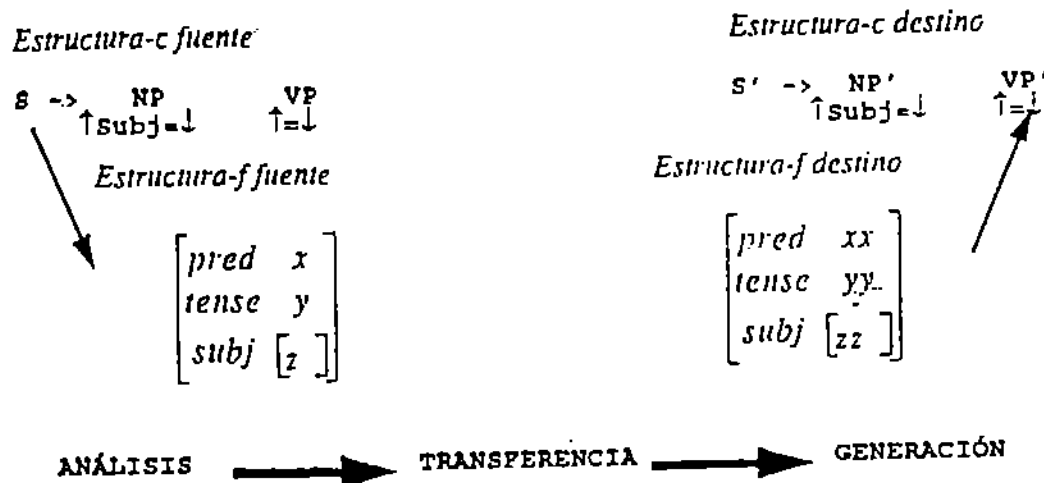 Estructura-c fuente
S -> NP VP
↑subj=↓ ↑=↓
Estructura-f fuente
pred x
tense y
subj [z ]
Estructura-c destino
S' -> NP' VP'
↑subj=↓ ↑=↓
Estructura-f destino
pred xx
tense yy
subj [zz ]
ANÁLISIS TRANSFERENCIA GENERACIÓN